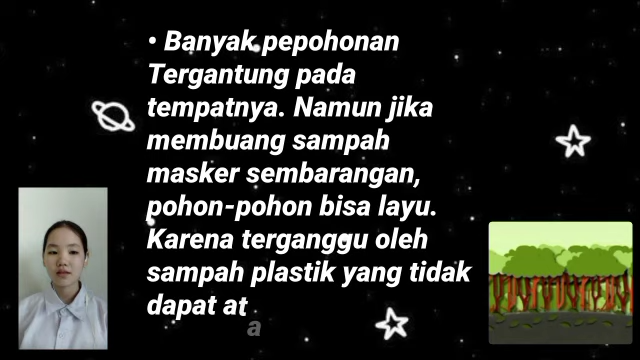 • Banyak pepohonan
Tergantung pada
tempatnya. Namun jika
membuang sampah
masker sembarangan,
pohon-pohon bisa layu.
Karena terganggu oleh
sampah plastik yang tidak
dapat at
a